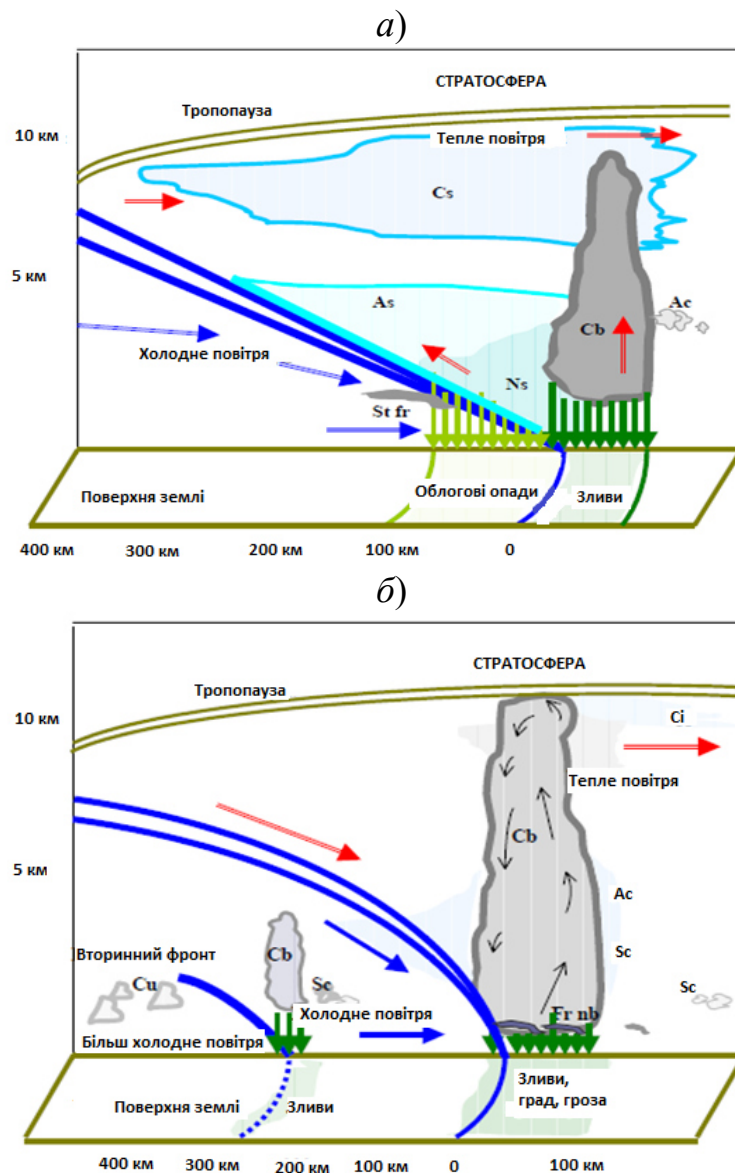 а)
СТРАТОСФЕРА
Тропопауза
10 км
Тепле повітря
Cs
5 км
As
Ac
Cb
Холодне повітря
Ns
St fr
Облогові опади
Зливи
Поверхня землі
400 км 300 км 200 км 100 км 0
б)
СТРАТОСФЕРА
Тропопауза
10 км
Ci
Тепле повітря
Cb
5 км
Ac
Вторинний фронт
Cb
Sc
Cu
Sc
Sc
Холодне повітря
Fr nb
Більш холодне повітря
Зливи,
град, гроза
Поверхня землі
Зливи
400 км 300 км 200 км 100 км 0 100 км